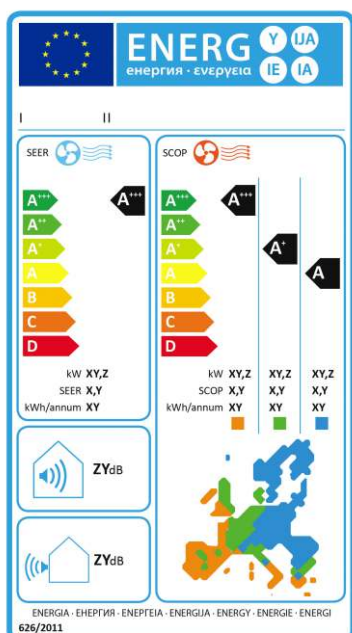 ENERG Y IJA
енергия · ενεργεια IE IA
I II
SEER
A+++ A+++
A++
A+
A
B
C
D
kW XY,Z
SEER X,Y
kWh/annum XY
SCOP
A+++ A+++
A++
A+ A+
A A
B
C
D
kW XY,Z XY,Z XY,Z
SCOP X,Y X,Y X,Y
kWh/annum XY XY XY
ZYdB
ZYdB
ENERGIA · ЕНЕРГИЯ · ΕΝΕΡΓΕΙΑ · ENERGIJA · ENERGY · ENERGIE · ENERGI
626/2011